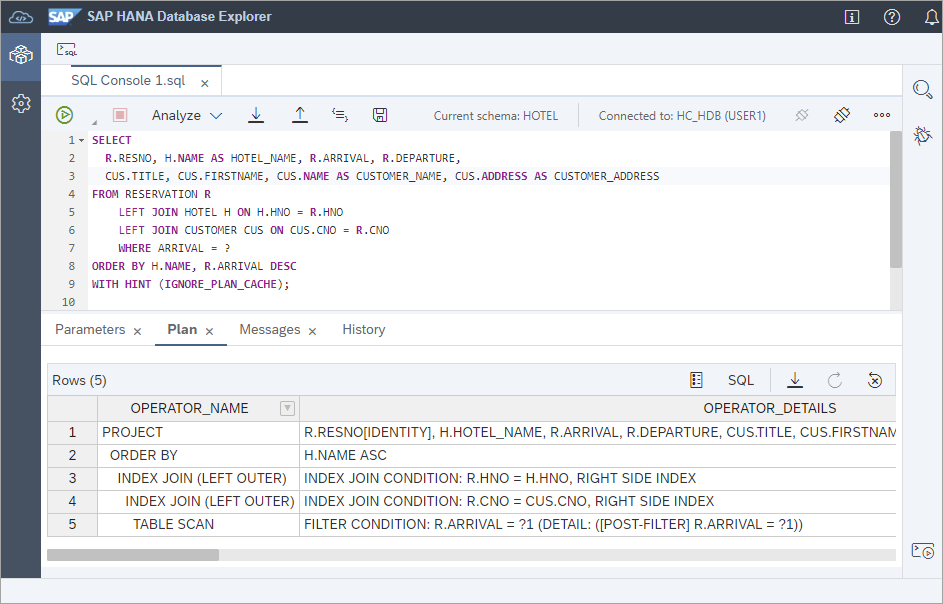 SAP SAP HANA Database Explorer
SQL
SQL Console 1.sql ×
Analyze Current schema: HOTEL Connected to: HC_HDB (USER1)
1 SELECT
2 R.RESNO, H.NAME AS HOTEL_NAME, R.ARRIVAL, R.DEPARTURE,
3 CUS.TITLE, CUS.FIRSTNAME, CUS.NAME AS CUSTOMER_NAME, CUS.ADDRESS AS CUSTOMER_ADDRESS
4 FROM RESERVATION R
5 LEFT JOIN HOTEL H ON H.HNO = R.HNO
6 LEFT JOIN CUSTOMER CUS ON CUS.CNO = R.CNO
7 WHERE ARRIVAL = ?
8 ORDER BY H.NAME, R.ARRIVAL DESC
9 WITH HINT (IGNORE_PLAN_CACHE);
10
Parameters × Plan × Messages × History
Rows (5) SQL
OPERATOR_NAME OPERATOR_DETAILS
1 PROJECT R.RESNO[IDENTITY], H.HOTEL_NAME, R.ARRIVAL, R.DEPARTURE, CUS.TITLE, CUS.FIRSTNAM
2 ORDER BY H.NAME ASC
3 INDEX JOIN (LEFT OUTER) INDEX JOIN CONDITION: R.HNO = H.HNO, RIGHT SIDE INDEX
4 INDEX JOIN (LEFT OUTER) INDEX JOIN CONDITION: R.CNO = CUS.CNO, RIGHT SIDE INDEX
5 TABLE SCAN FILTER CONDITION: R.ARRIVAL = ?1 (DETAIL: ([POST-FILTER] R.ARRIVAL = ?1))